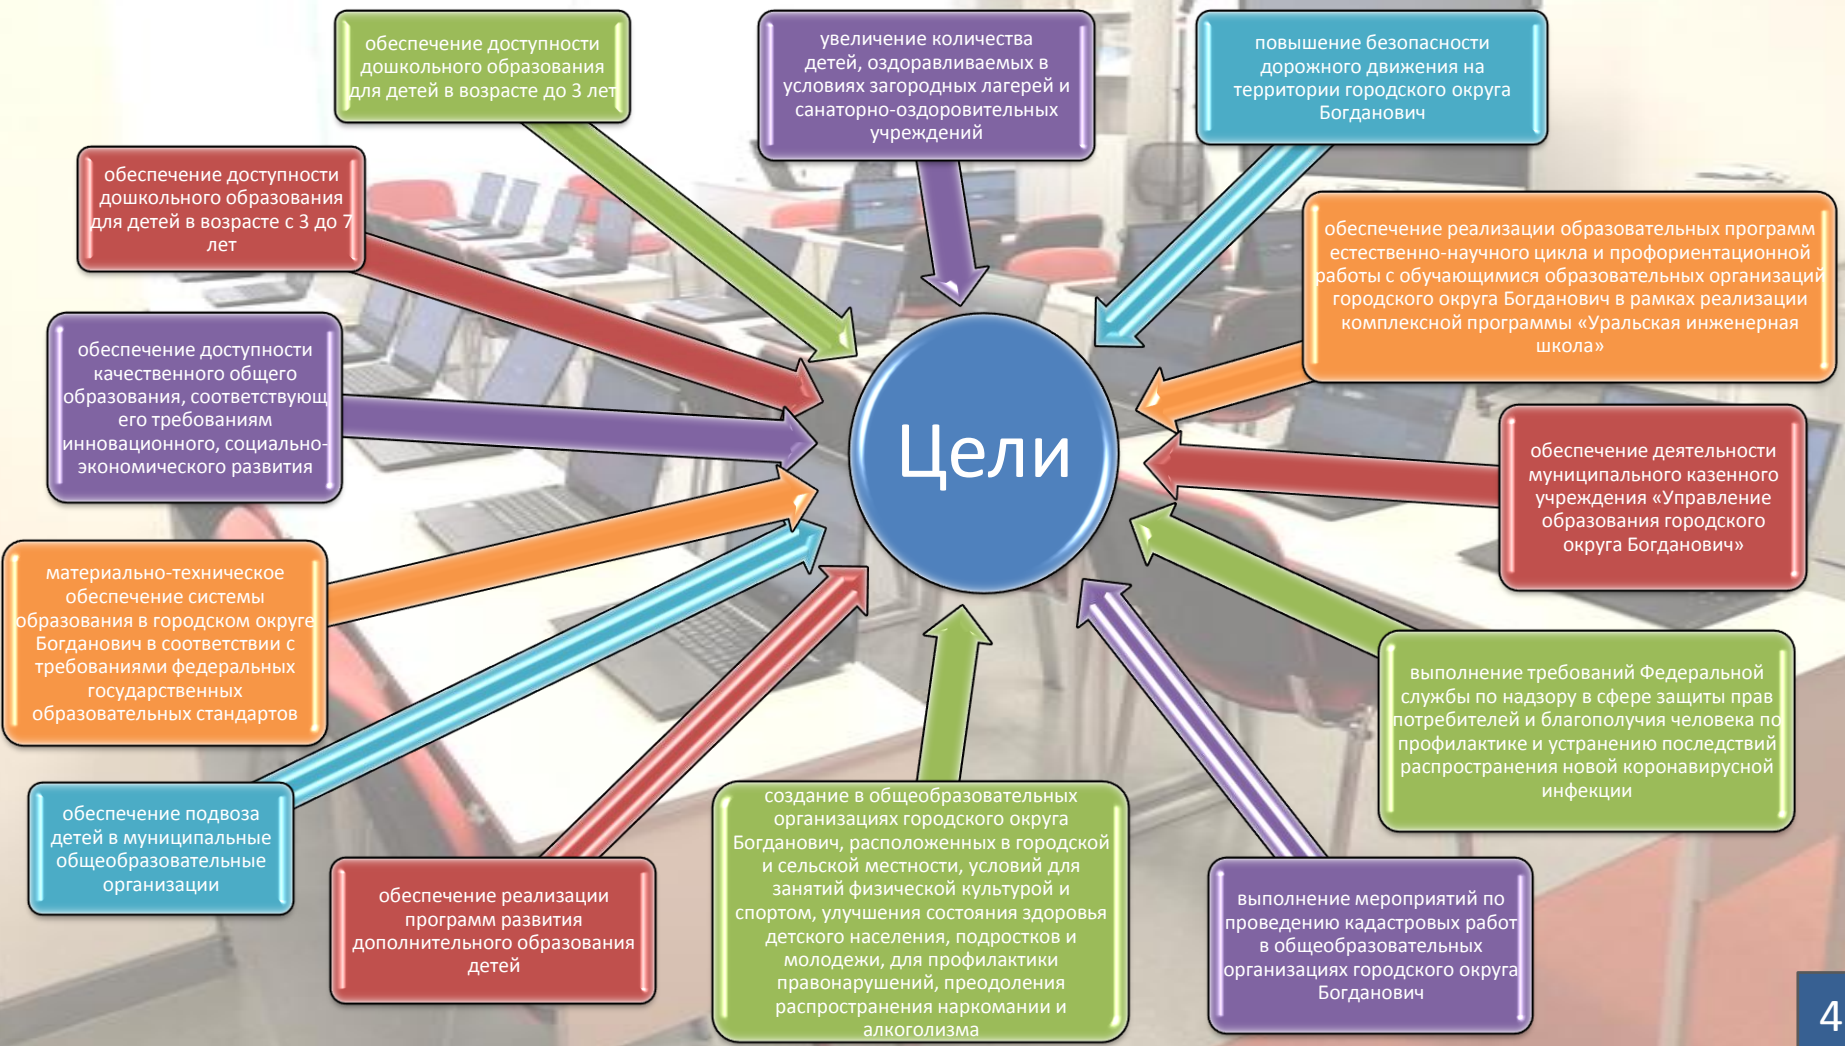 обеспечение доступности
дошкольного образования
для детей в возрасте до 3 лет
увеличение количества
детей, оздоравливаемых в
условиях загородных лагерей и
санаторно-оздоровительных
учреждений
повышение безопасности
дорожного движения на
территории городского округа
Богданович
обеспечение доступности
дошкольного образования
для детей в возрасте с 3 до 7
лет
обеспечение реализации образовательных программ
естественно-научного цикла и профориентационной
работы с обучающимися образовательных организаций
городского округа Богданович в рамках реализации
комплексной программы «Уральская инженерная
школа»
обеспечение доступности
качественного общего
образования, соответствующ
его требованиям
инновационного, социально-
экономического развития
Цели
обеспечение деятельности
муниципального казенного
учреждения «Управление
образования городского
округа Богданович»
материально-техническое
обеспечение системы
образования в городском округе
Богданович в соответствии с
требованиями федеральных
государственных
образовательных стандартов
выполнение требований Федеральной
службы по надзору в сфере защиты прав
потребителей и благополучия человека по
профилактике и устранению последствий
распространения новой коронавирусной
инфекции
обеспечение подвоза
детей в муниципальные
общеобразовательные
организации
обеспечение реализации
программ развития
дополнительного образования
детей
создание в общеобразовательных
организациях городского округа
Богданович, расположенных в городской
и сельской местности, условий для
занятий физической культурой и
спортом, улучшения состояния здоровья
детского населения, подростков и
молодежи, для профилактики
правонарушений, преодоления
распространения наркомании и
алкоголизма
выполнение мероприятий по
проведению кадастровых работ
в общеобразовательных
организациях городского округа
Богданович
4